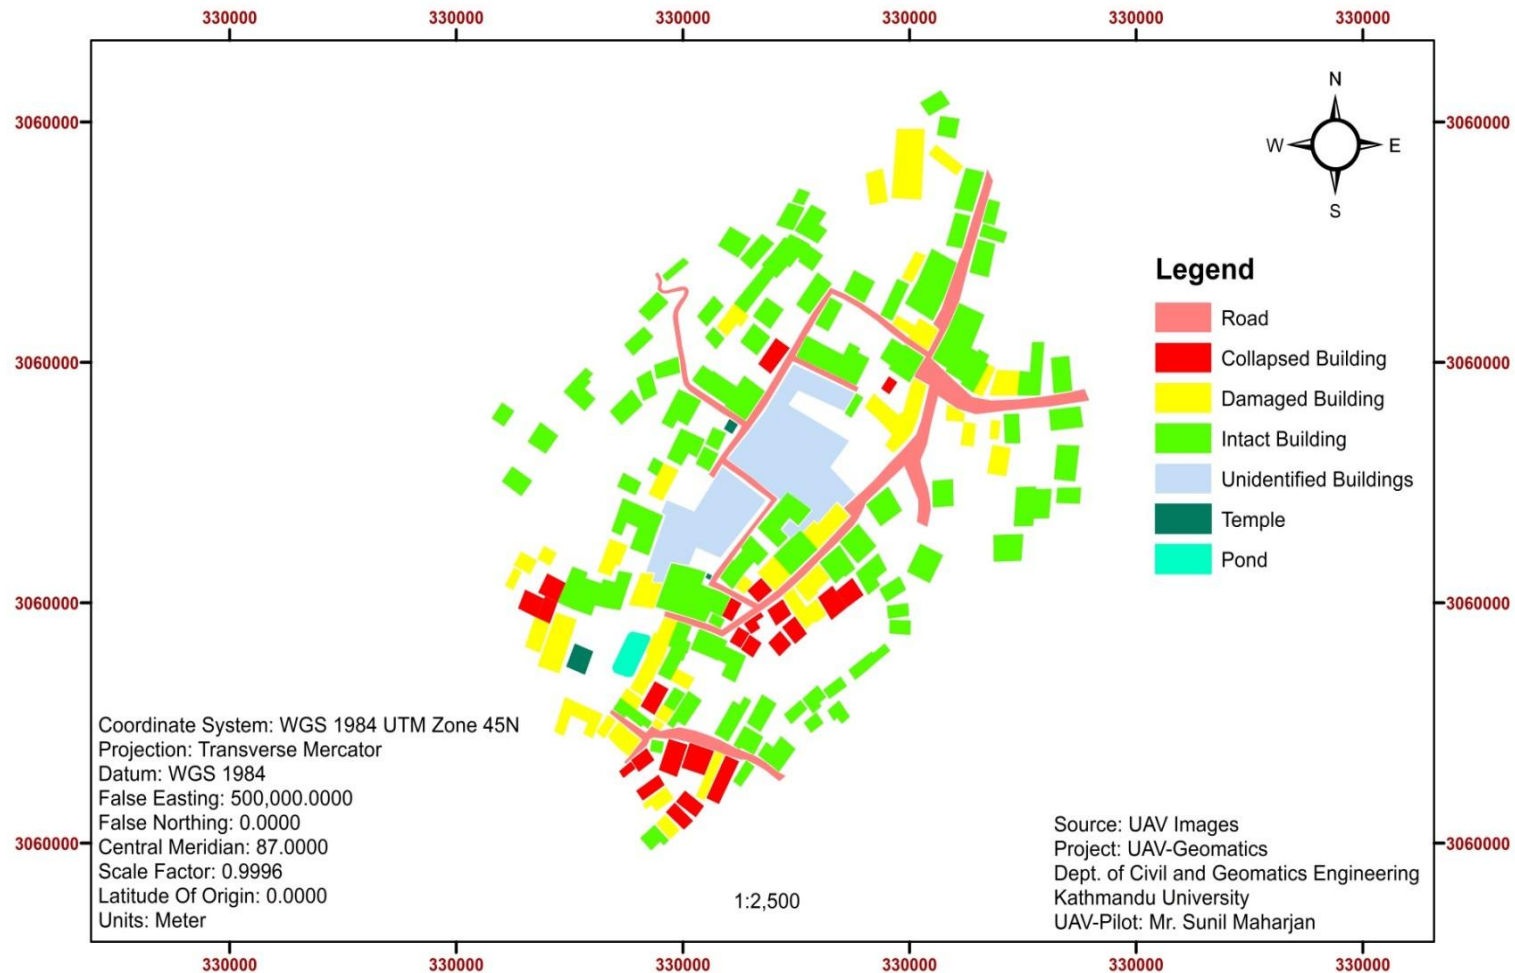 330000 330000 330000 330000 330000 330000
N
3060000 3060000
W E
S
Legend
Road
Collapsed Building
3060000 3060000
Damaged Building
Intact Building
Unidentified Buildings
Temple
Pond
3060000 3060000
Coordinate System: WGS 1984 UTM Zone 45N
Projection: Transverse Mercator
Datum: WGS 1984
False Easting: 500,000.0000
False Northing: 0.0000
Central Meridian: 87.0000
Scale Factor: 0.9996
Latitude Of Origin: 0.0000
Units: Meter
3060000 3060000
1:2,500
Source: UAV Images
Project: UAV-Geomatics
Dept. of Civil and Geomatics Engineering
Kathmandu University
UAV-Pilot: Mr. Sunil Maharjan
330000 330000 330000 330000 330000 330000